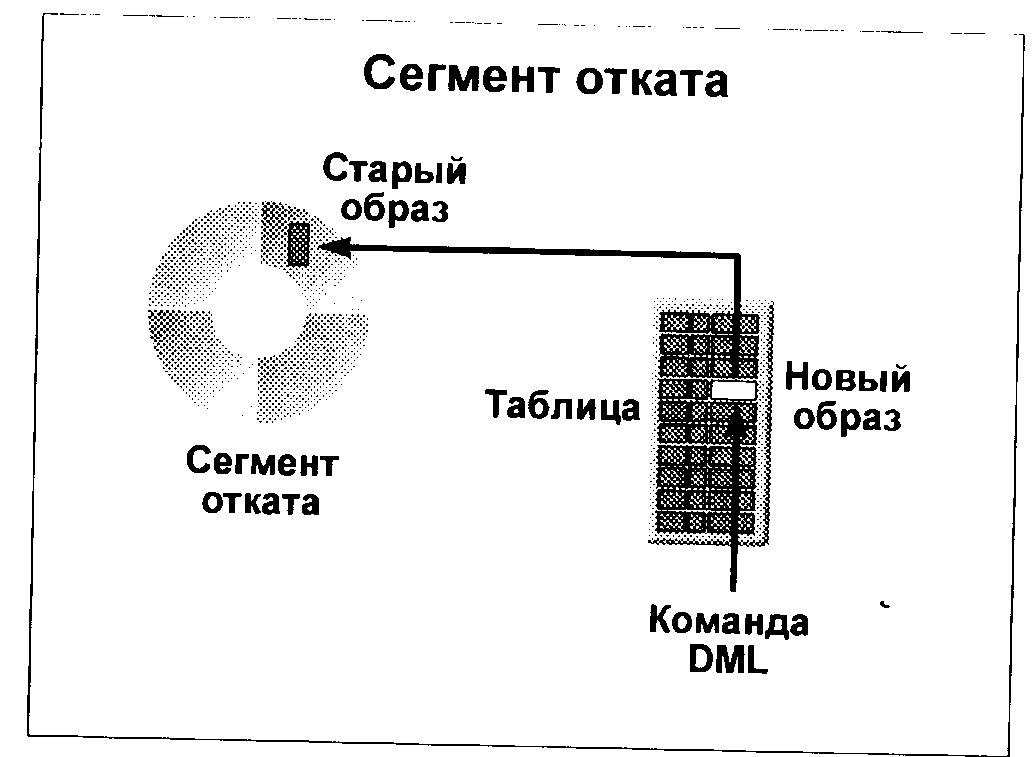 Сегмент отката
Старый
образ
Таблица
Новый
образ
Сегмент
отката
Команда
DML